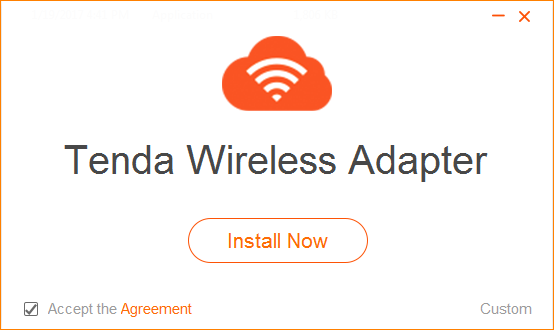 Tenda Wireless Adapter
Install Now
Accept the Agreement
Custom